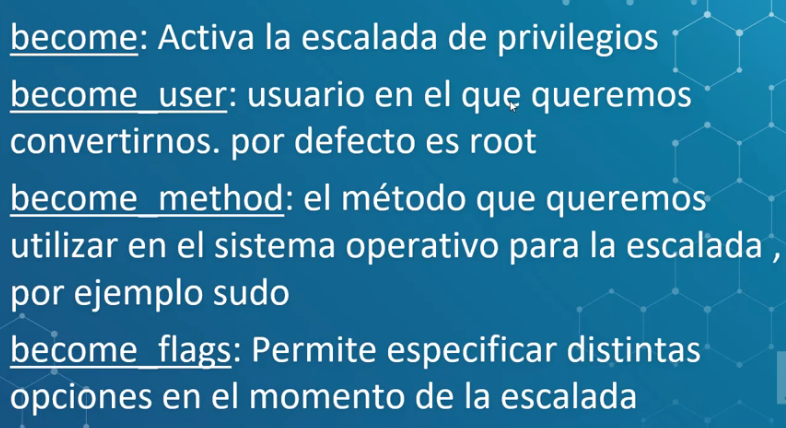 become: Activa la escalada de privilegios
become_user: usuario en el que queremos
convertirnos. por defecto es root
become_method: el método que queremos
utilizar en el sistema operativo para la escalada ,
por ejemplo sudo
become_flags: Permite especificar distintas
opciones en el momento de la escalada